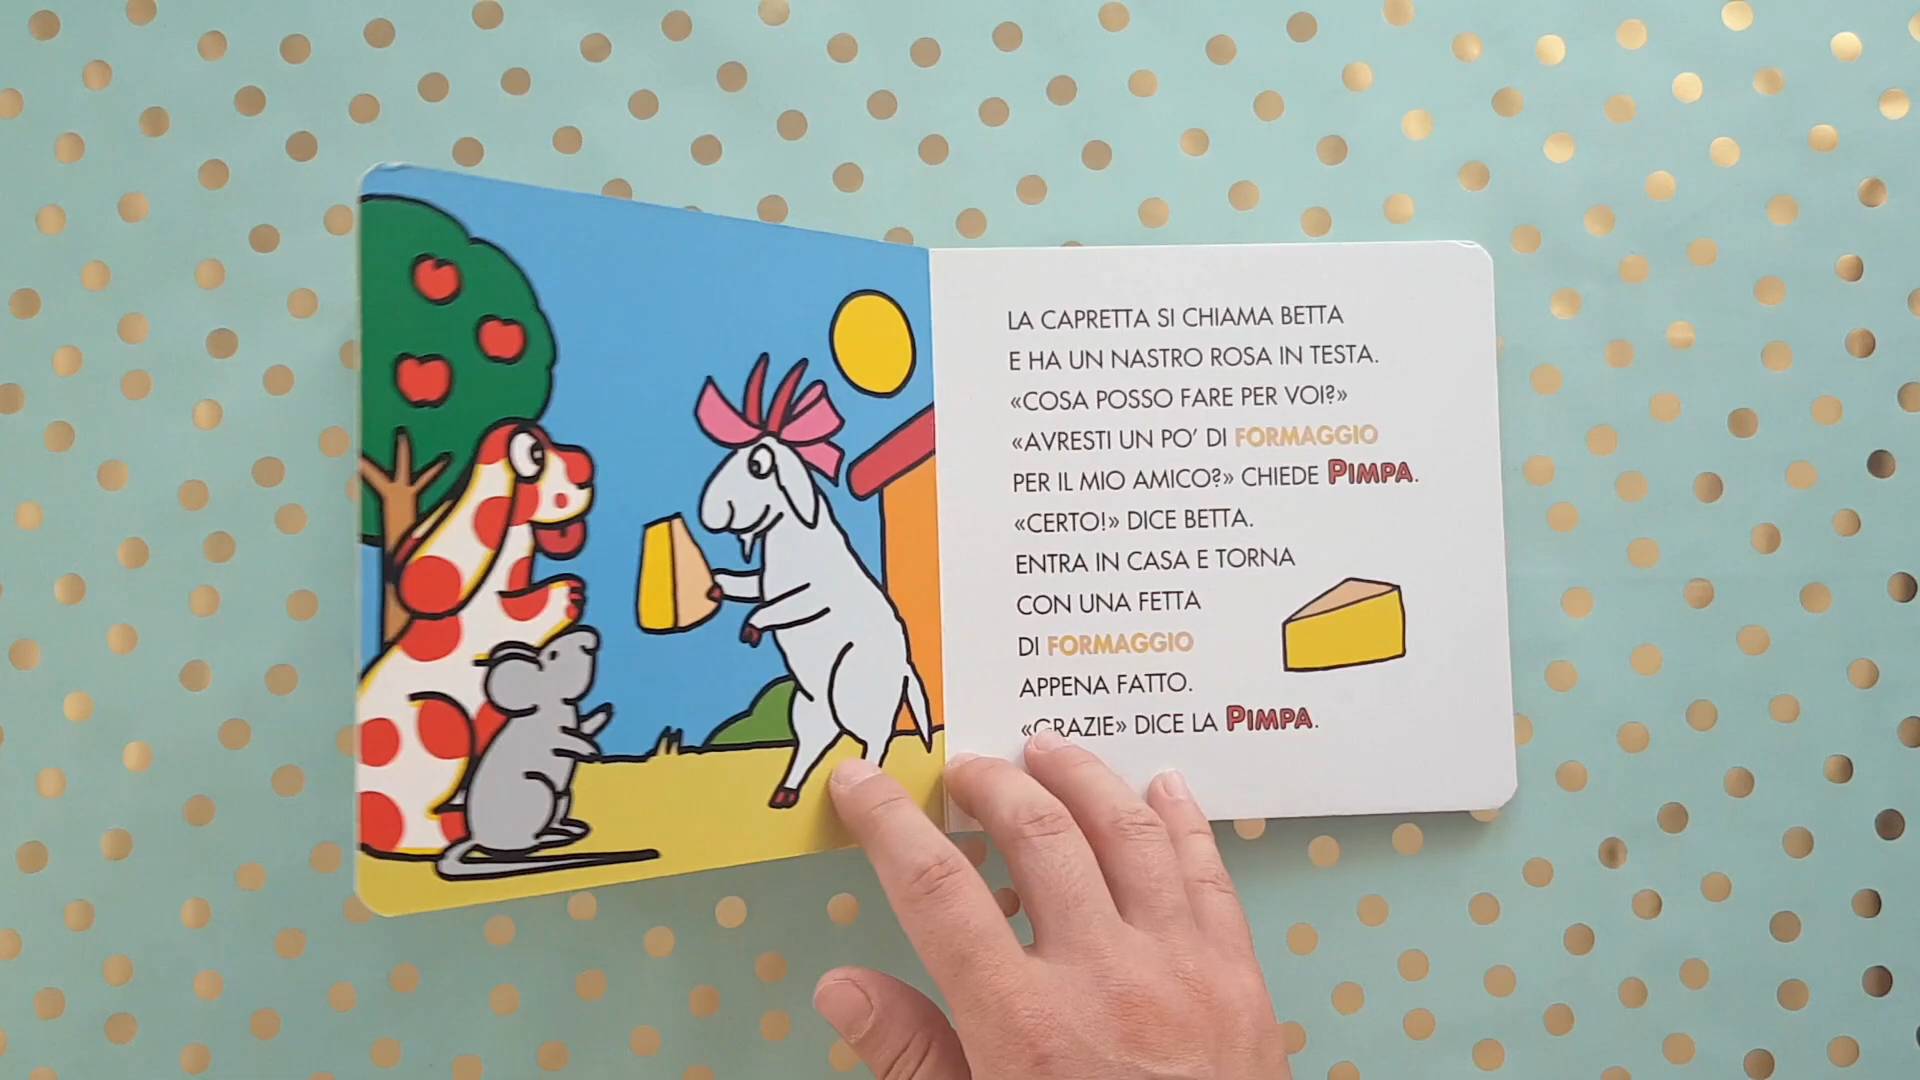 LA CAPRETTA SI CHIAMA BETTA
E HA UN NASTRO ROSA IN TESTA.
«COSA POSSO FARE PER VOI?»
«AVRESTI UN PO' DI FORMAGGIO
PER IL MIO AMICO?» CHIEDE PIMPA.
«CERTO!» DICE BETTA.
ENTRA IN CASA E TORNA
CON UNA FETTA
DI FORMAGGIO
APPENA FATTO.
«GRAZIE» DICE LA PIMPA.